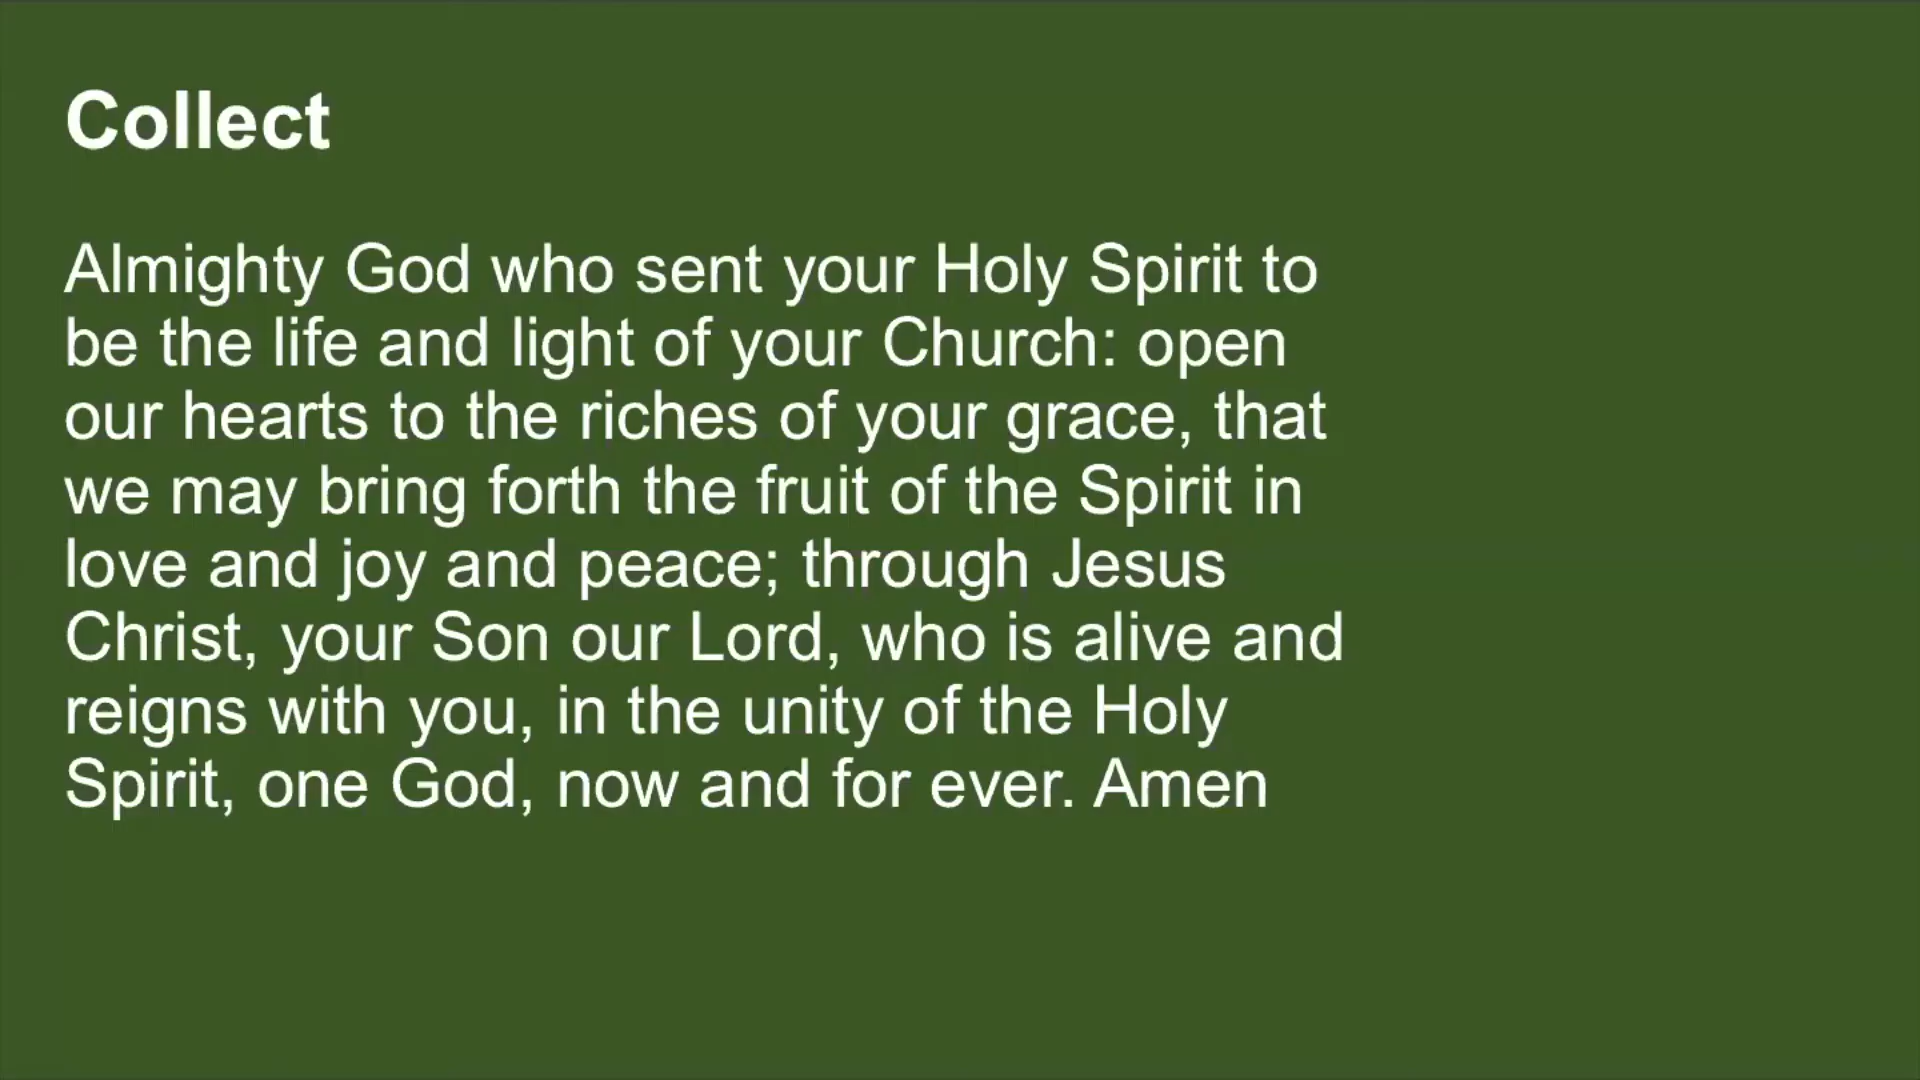 Collect
Almighty God who sent your Holy Spirit to
be the life and light of your Church: open
our hearts to the riches of your grace, that
we may bring forth the fruit of the Spirit in
love and joy and peace; through Jesus
Christ, your Son our Lord, who is alive and
reigns with you, in the unity of the Holy
Spirit, one God, now and for ever. Amen